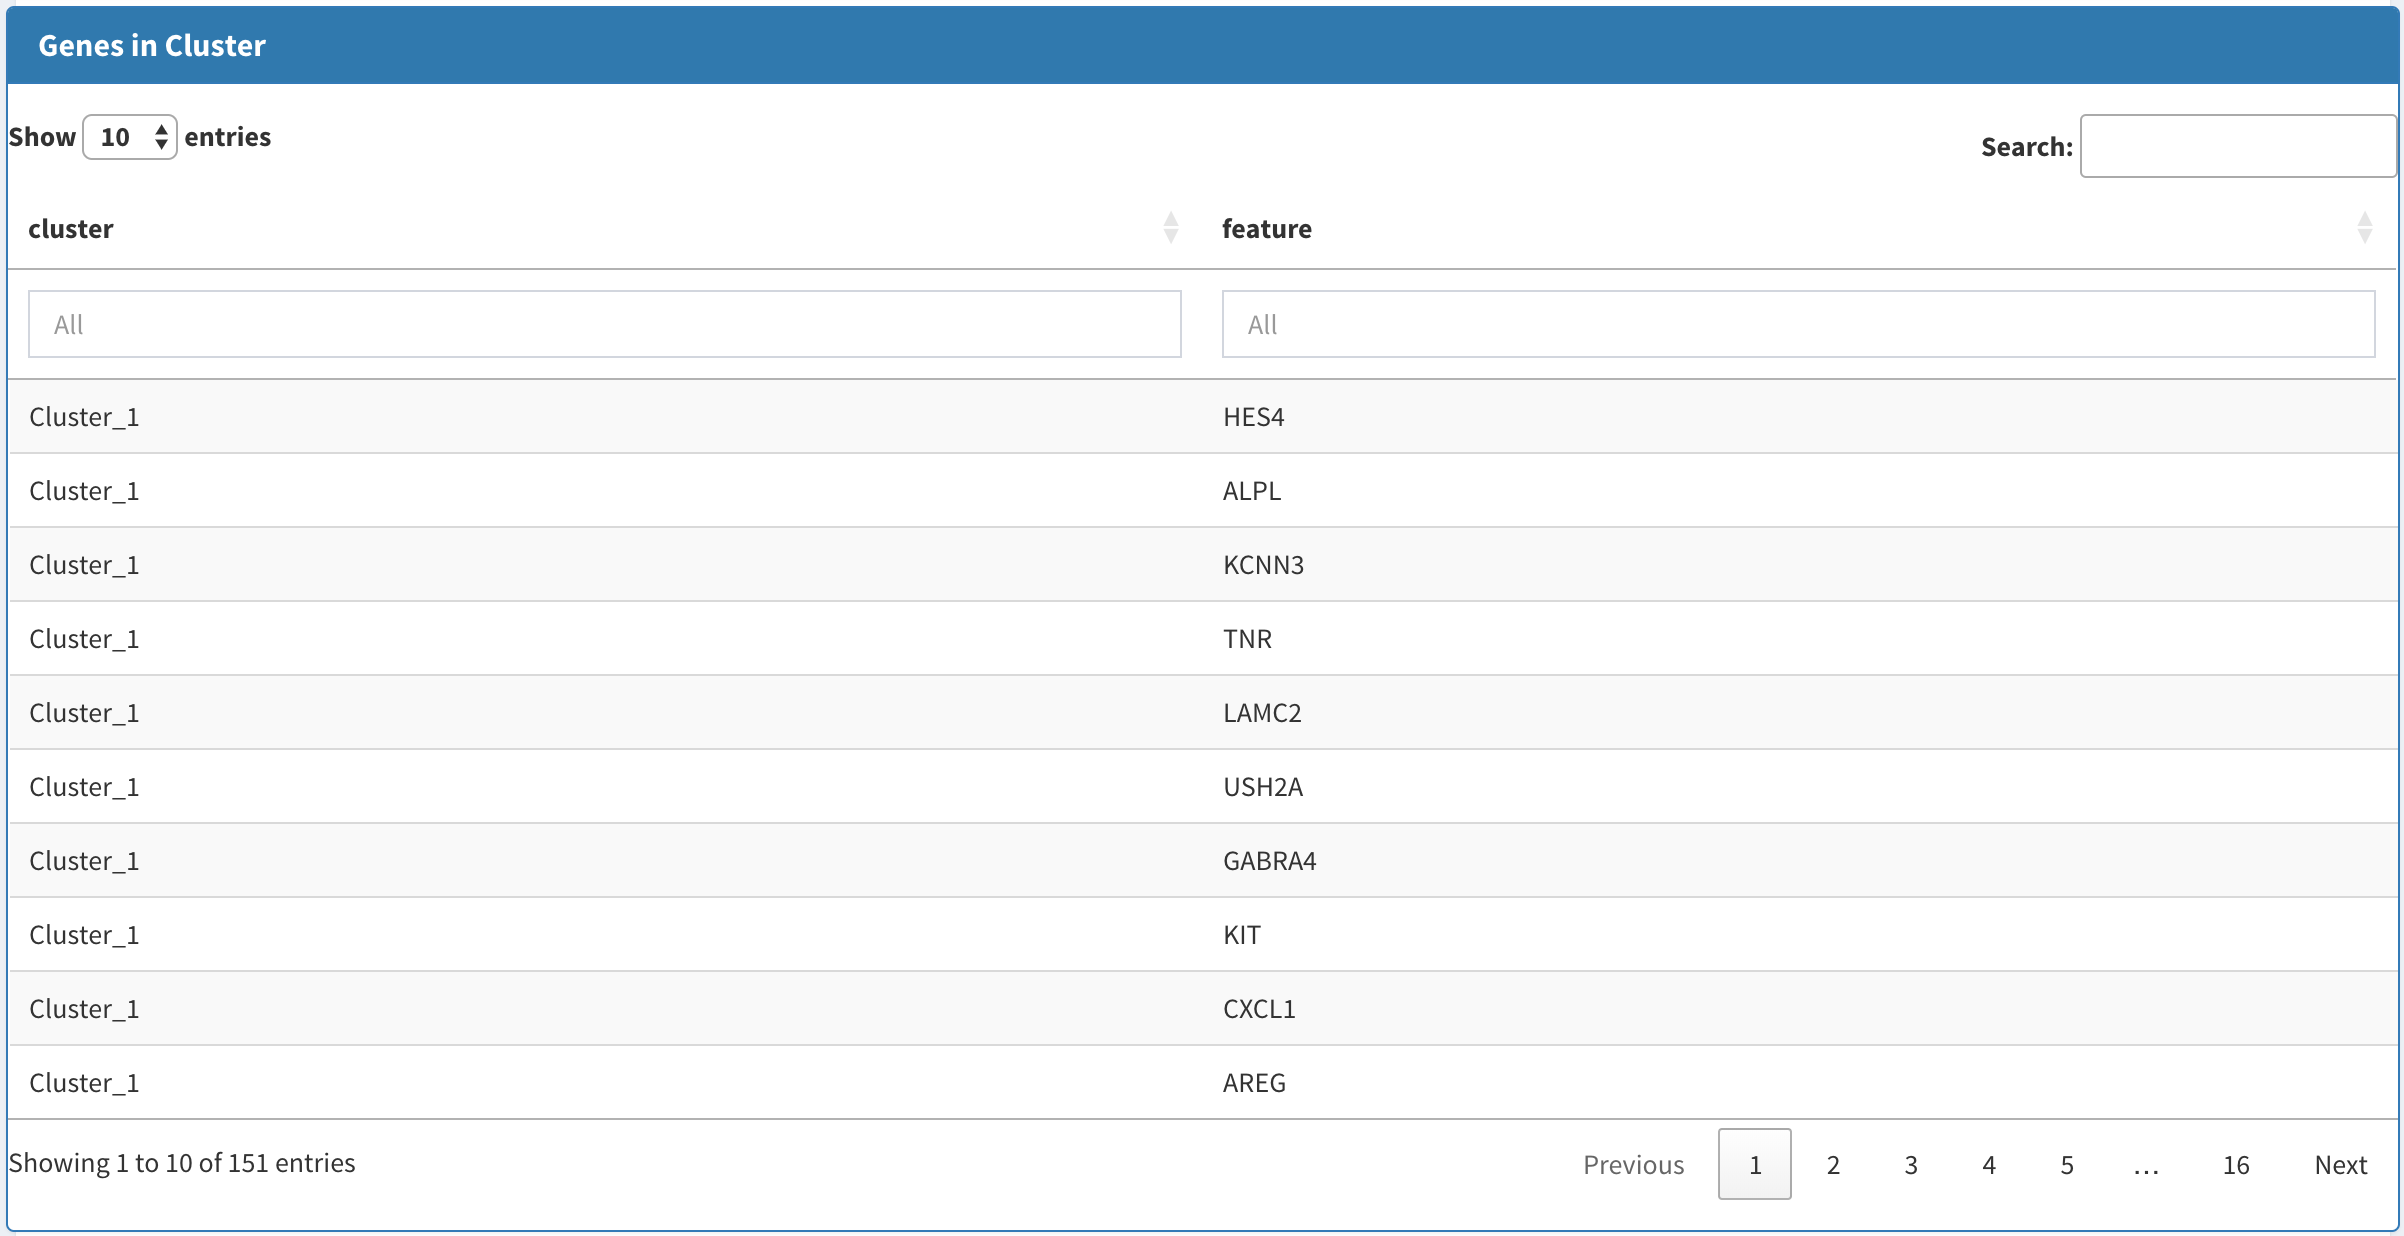 Genes in Cluster
Show 10 entries
Search:
cluster feature
All All
Cluster_1 HES4
Cluster_1 ALPL
Cluster_1 KCNN3
Cluster_1 TNR
Cluster_1 LAMC2
Cluster_1 USH2A
Cluster_1 GABRA4
Cluster_1 KIT
Cluster_1 CXCL1
Cluster_1 AREG
Showing 1 to 10 of 151 entries
Previous 1 2 3 4 5 … 16 Next